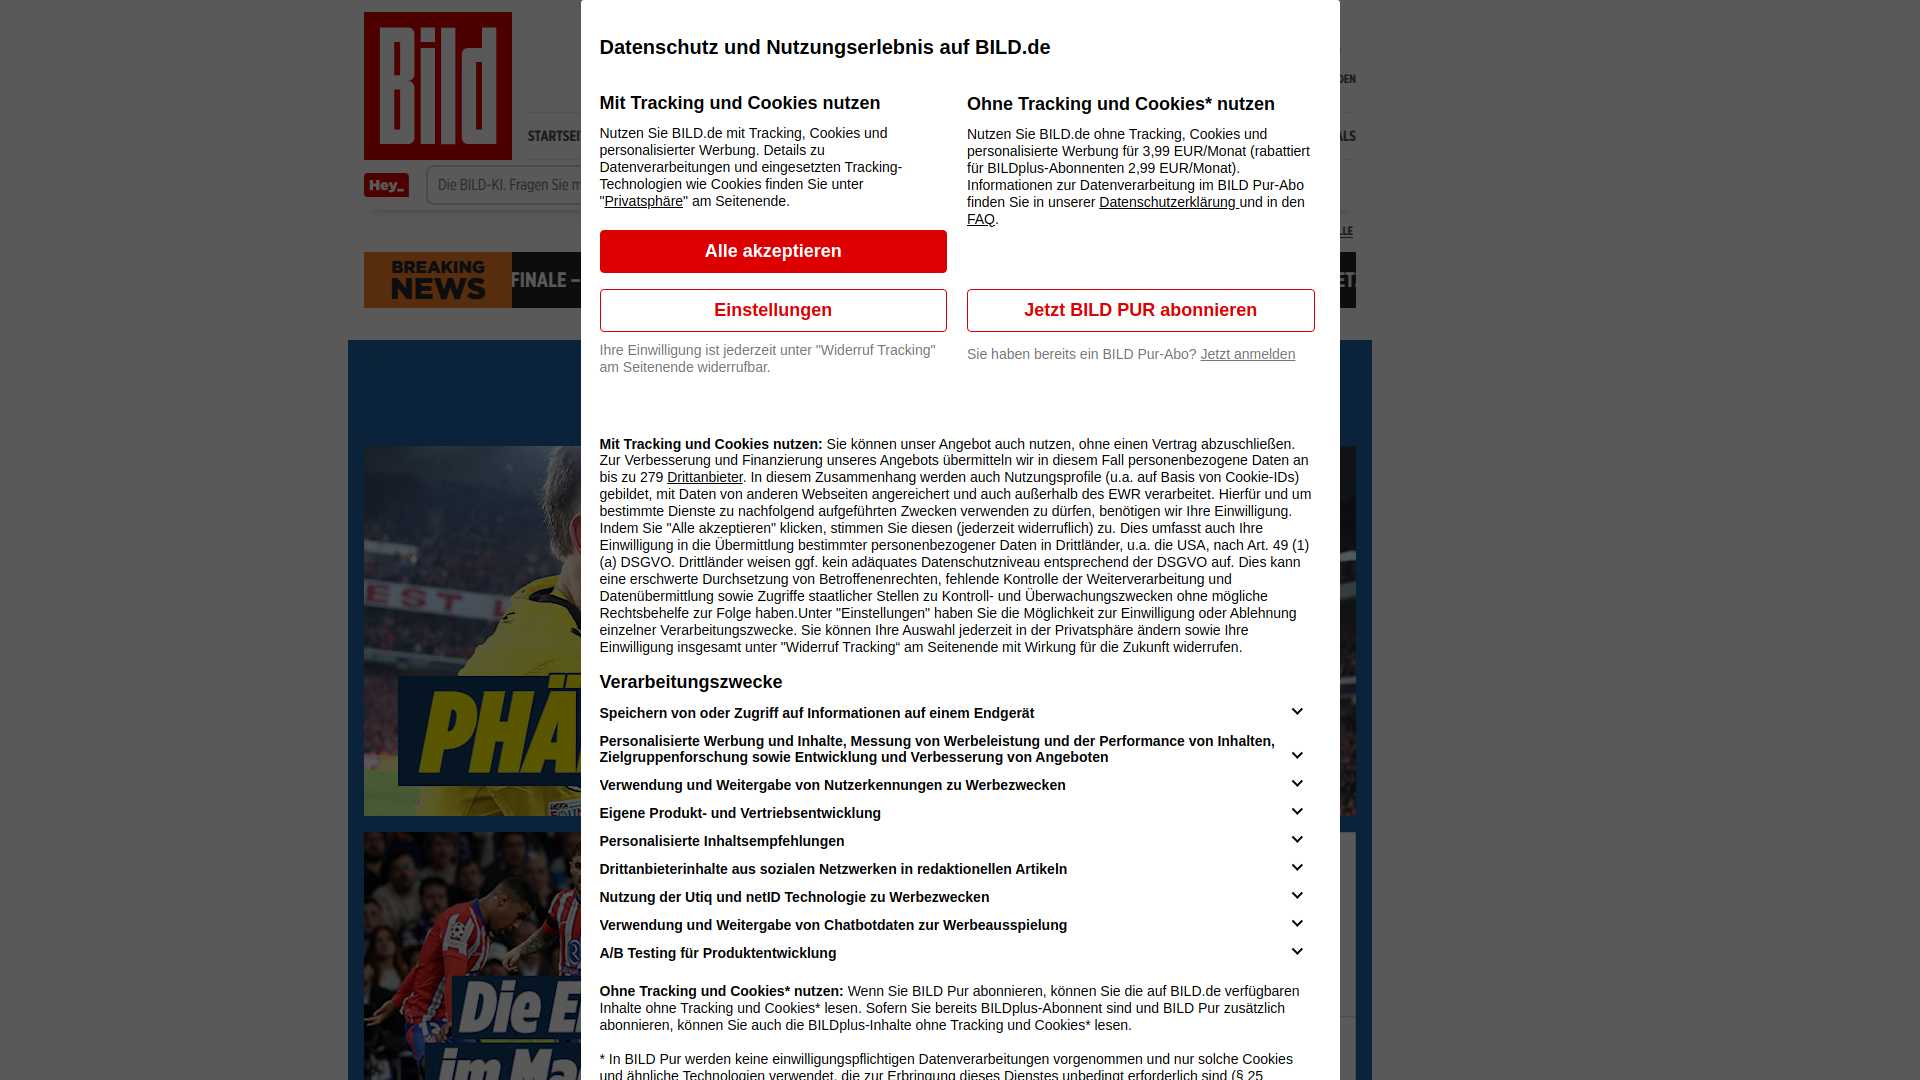 Bild
Datenschutz und Nutzungserlebnis auf BILD.de
Mit Tracking und Cookies nutzen
Nutzen Sie BILD.de mit Tracking, Cookies und
personalisierter Werbung. Details zu
Datenverarbeitungen und eingesetzten Tracking-
Technologien wie Cookies finden Sie unter
"Privatsphäre" am Seitenende.
Alle akzeptieren
Einstellungen
Ihre Einwilligung ist jederzeit unter "Widerruf Tracking"
am Seitenende widerrufbar.
Ohne Tracking und Cookies* nutzen
Nutzen Sie BILD.de ohne Tracking, Cookies und
personalisierte Werbung für 3,99 EUR/Monat (rabattiert
für BILDplus-Abonnenten 2,99 EUR/Monat).
Informationen zur Datenverarbeitung im BILD Pur-Abo
finden Sie in unserer Datenschutzerklärung und in den
FAQ.
Jetzt BILD PUR abonnieren
Sie haben bereits ein BILD Pur-Abo? Jetzt anmelden
Hey_
Die BILD-KI. Fragen Sie
BREAKING
NEWS
FINALE –
Mit Tracking und Cookies nutzen: Sie können unser Angebot auch nutzen, ohne einen Vertrag abzuschließen.
Zur Verbesserung und Finanzierung unseres Angebots übermitteln wir in diesem Fall personenbezogene Daten an
bis zu 279 Drittanbieter. In diesem Zusammenhang werden auch Nutzungsprofile (u.a. auf Basis von Cookie-IDs)
gebildet, mit Daten von anderen Webseiten angereichert und auch außerhalb des EWR verarbeitet. Hierfür und um
bestimmte Dienste zu nachfolgend aufgeführten Zwecken verwenden zu dürfen, benötigen wir Ihre Einwilligung.
Indem Sie "Alle akzeptieren" klicken, stimmen Sie diesen (jederzeit widerruflich) zu. Dies umfasst auch Ihre
Einwilligung in die Übermittlung bestimmter personenbezogener Daten in Drittländer, u.a. die USA, nach Art. 49 (1)
(a) DSGVO. Drittländer weisen ggf. kein adäquates Datenschutzniveau entsprechend der DSGVO auf. Dies kann
eine erschwerte Durchsetzung von Betroffenenrechten, fehlende Kontrolle der Weiterverarbeitung und
Datenübermittlung sowie Zugriffe staatlicher Stellen zu Kontroll- und Überwachungszwecken ohne mögliche
Rechtsbehelfe zur Folge haben.Unter "Einstellungen" haben Sie die Möglichkeit zur Einwilligung oder Ablehnung
einzelner Verarbeitungszwecke. Sie können Ihre Auswahl jederzeit in der Privatsphäre ändern sowie Ihre
Einwilligung insgesamt unter "Widerruf Tracking“ am Seitenende mit Wirkung für die Zukunft widerrufen.
Verarbeitungszwecke
Speichern von oder Zugriff auf Informationen auf einem Endgerät
Personalisierte Werbung und Inhalte, Messung von Werbeleistung und der Performance von Inhalten,
Zielgruppenforschung sowie Entwicklung und Verbesserung von Angeboten
Verwendung und Weitergabe von Nutzerkennungen zu Werbezwecken
Eigene Produkt- und Vertriebsentwicklung
Personalisierte Inhaltsempfehlungen
Drittanbieterinhalte aus sozialen Netzwerken in redaktionellen Artikeln
Nutzung der Utiq und netID Technologie zu Werbezwecken
Verwendung und Weitergabe von Chatbotdaten zur Werbeausspielung
A/B Testing für Produktentwicklung
Ohne Tracking und Cookies* nutzen: Wenn Sie BILD Pur abonnieren, können Sie die auf BILD.de verfügbaren
Inhalte ohne Tracking und Cookies* lesen. Sofern Sie bereits BILDplus-Abonnent sind und BILD Pur zusätzlich
abonnieren, können Sie auch die BILDplus-Inhalte ohne Tracking und Cookies* lesen.
* In BILD Pur werden keine einwilligungspflichtigen Datenverarbeitungen vorgenommen und nur solche Cookies
und ähnliche Technologien verwendet, die zur Erbringung dieses Dienstes unbedingt erforderlich sind (§ 25
Die
im